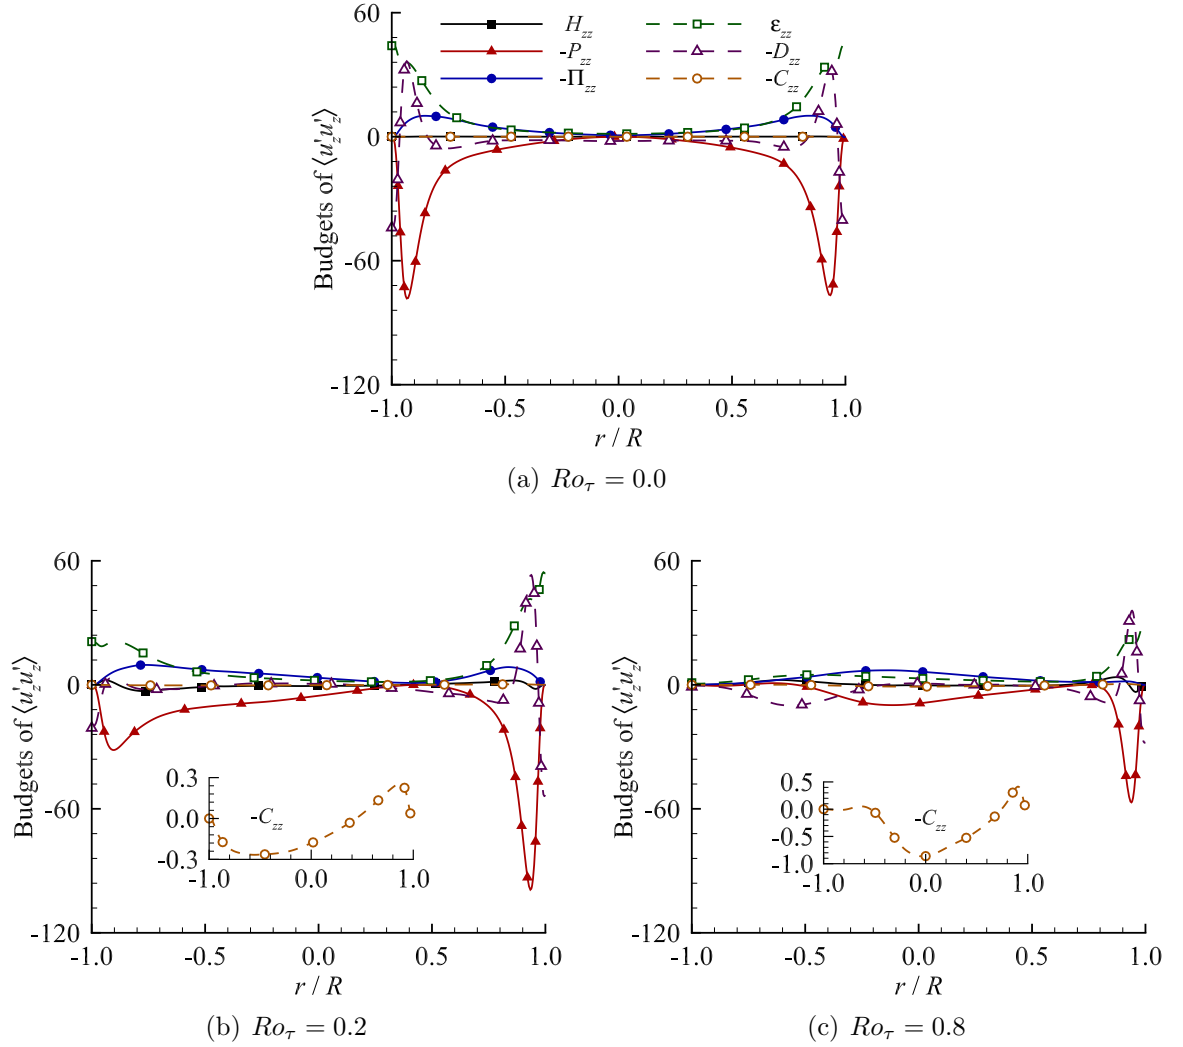 60
0
-60
-120
Budgets of ⟨u'_z u'_z⟩
H_zz
-P_zz
-Π_zz
ε_zz
-D_zz
-C_zz
-1.0 -0.5 0.0 0.5 1.0
r / R
(a) Ro_τ = 0.0
60
0
-60
-120
Budgets of ⟨u'_z u'_z⟩
0.3
0.0
-0.3
-C_zz
-1.0 0.0 1.0
-1.0 -0.5 0.0 0.5 1.0
r / R
(b) Ro_τ = 0.2
60
0
-60
-120
Budgets of ⟨u'_z u'_z⟩
0.5
0.0
-0.5
-1.0
-C_zz
-1.0 0.0 1.0
-1.0 -0.5 0.0 0.5 1.0
r / R
(c) Ro_τ = 0.8